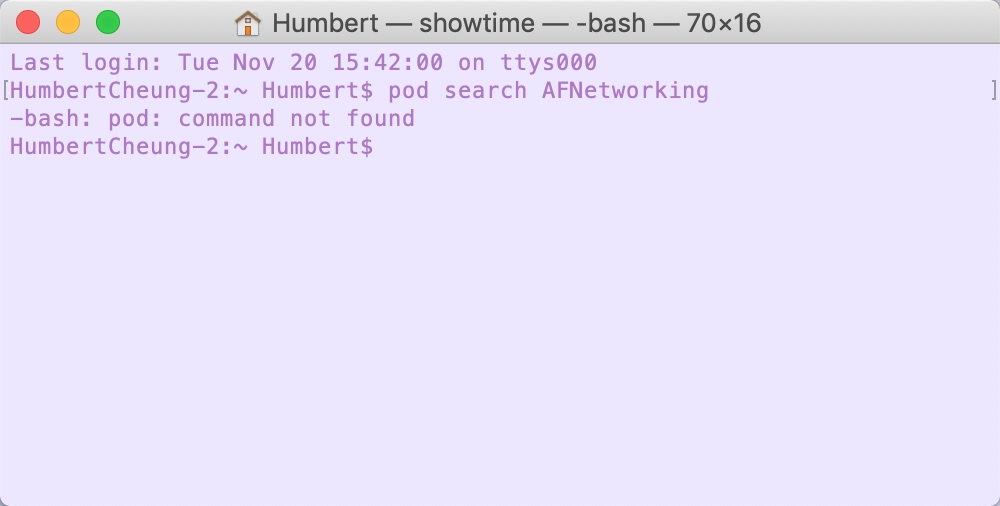 Humbert — showtime — -bash — 70×16
Last login: Tue Nov 20 15:42:00 on ttys000
[HumbertCheung-2:~ Humbert$ pod search AFNetworking ]
-bash: pod: command not found
HumbertCheung-2:~ Humbert$